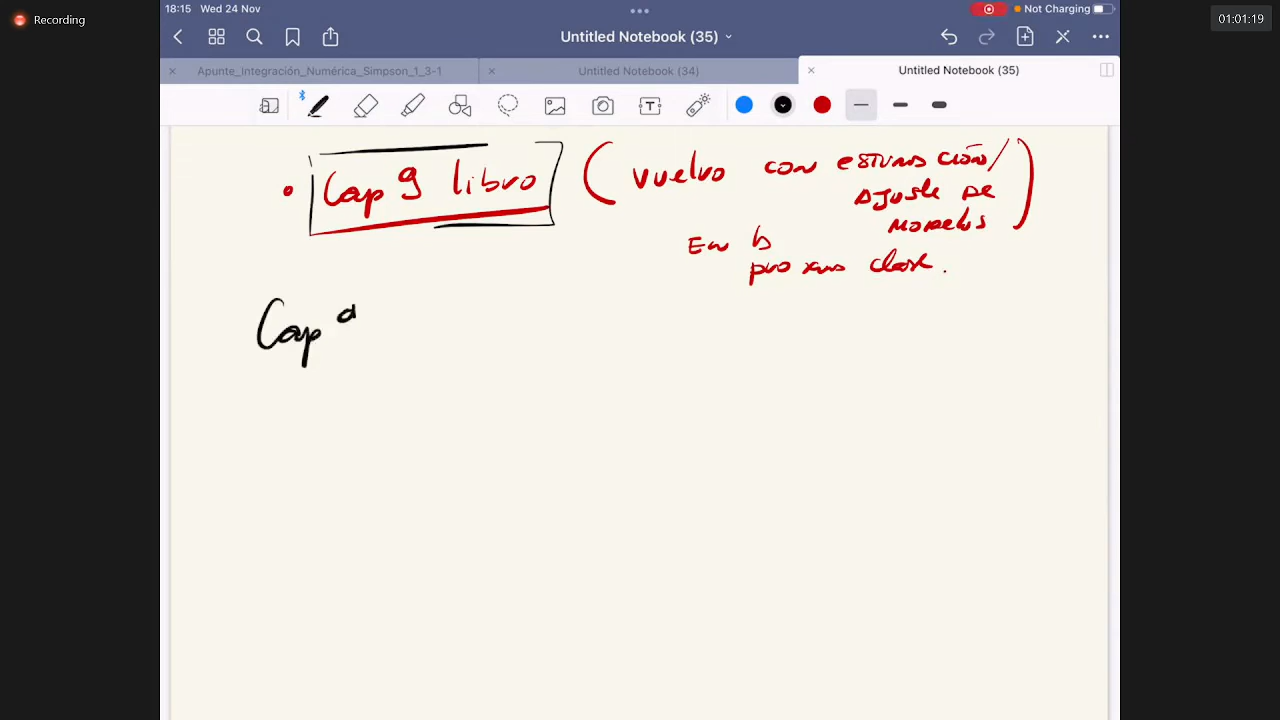 Recording
18:15 Wed 24 Nov
Not Charging
01:01:19
Untitled Notebook (35)
Apunte_Integración_Numérica_Simpson_1_3-1
Untitled Notebook (34)
Untitled Notebook (35)
T
• Cap 9 libro (vuelvo con estimación/
ajuste de
modelos)
En la
próxima clase.
Cap